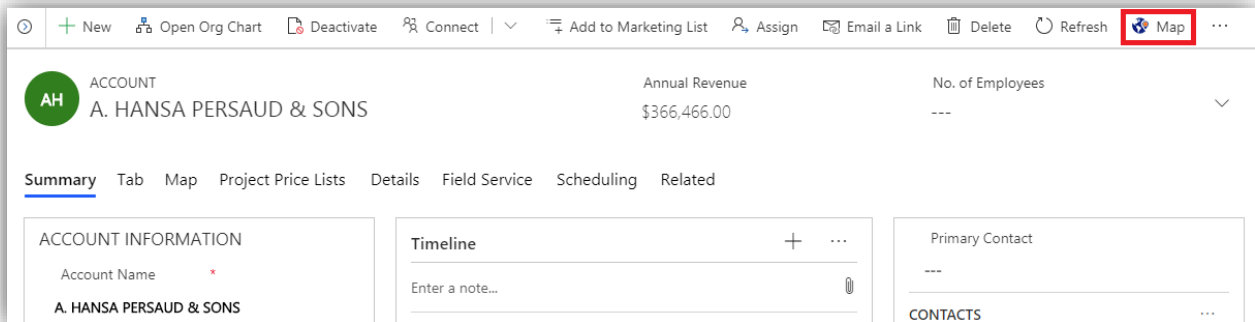 New Open Org Chart Deactivate Connect Add to Marketing List Assign Email a Link Delete Refresh Map ...
AH
ACCOUNT
A. HANSA PERSAUD & SONS
Annual Revenue
$366,466.00
No. of Employees
---
Summary Tab Map Project Price Lists Details Field Service Scheduling Related
ACCOUNT INFORMATION
Account Name *
A. HANSA PERSAUD & SONS
Timeline
Enter a note...
Primary Contact
---
CONTACTS